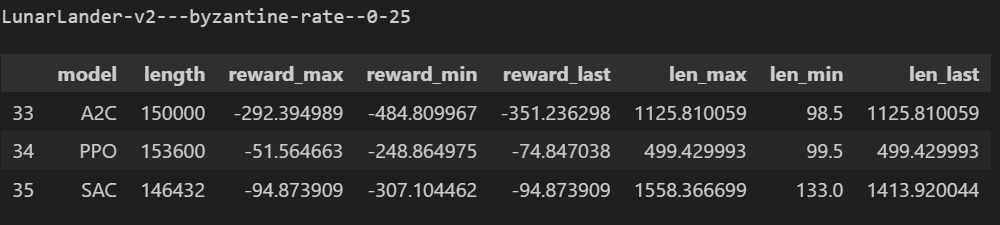 LunarLander-v2---byzantine-rate--0-25
model length reward_max reward_min reward_last len_max len_min len_last
33 A2C 150000 -292.394989 -484.809967 -351.236298 1125.810059 98.5 1125.810059
34 PPO 153600 -51.564663 -248.864975 -74.847038 499.429993 99.5 499.429993
35 SAC 146432 -94.873909 -307.104462 -94.873909 1558.366699 133.0 1413.920044